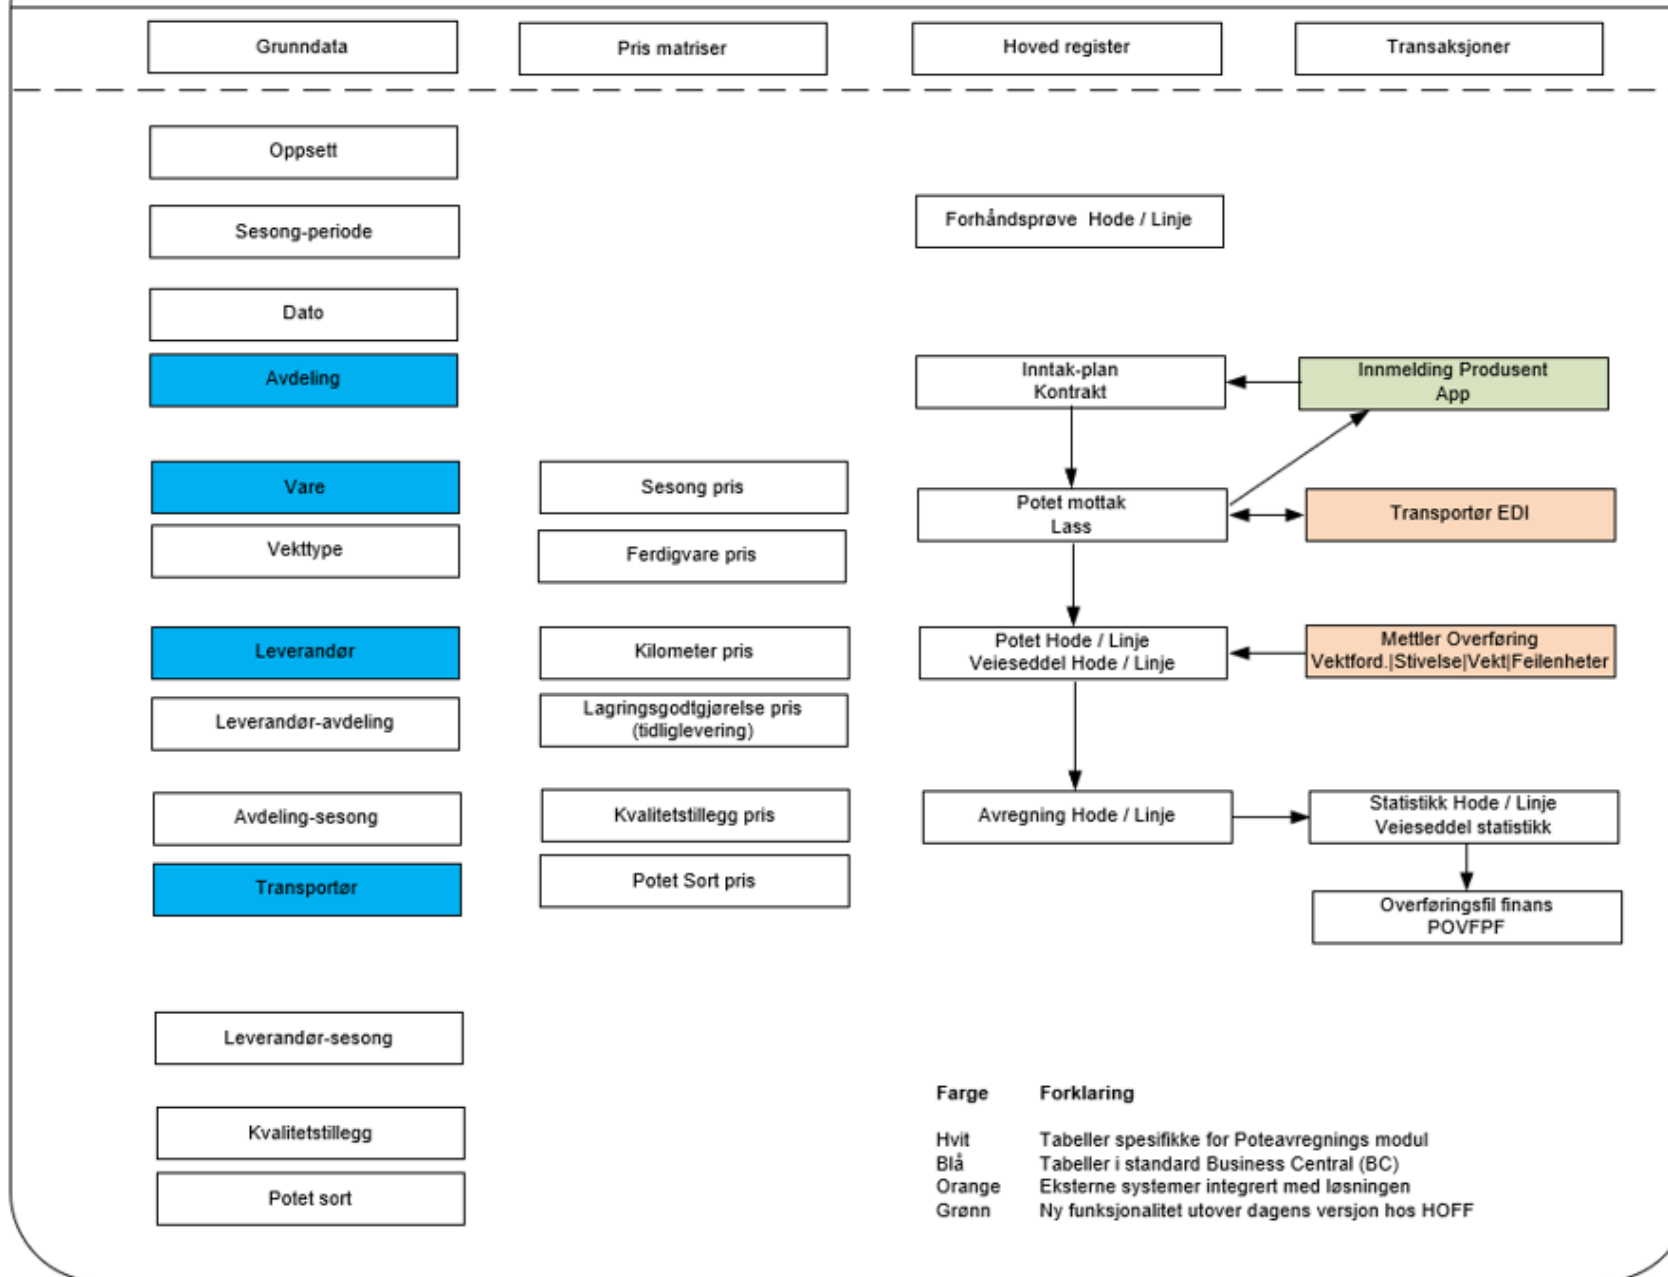 Grunndata
Pris matriser
Hoved register
Transaksjoner
Oppsett
Sesong-periode
Dato
Avdeling
Vare
Vekttype
Leverandør
Leverandør-avdeling
Avdeling-sesong
Transportør
Leverandør-sesong
Kvalitetstillegg
Potet sort
Sesong pris
Ferdigvare pris
Kilometer pris
Lagringsgodtgjørelse pris
(tidliglevering)
Kvalitetstillegg pris
Potet Sort pris
Forhåndsprøve Hode / Linje
Inntak-plan
Kontrakt
Potet mottak
Lass
Potet Hode / Linje
Veieseddel Hode / Linje
Avregning Hode / Linje
Innmelding Produsent
App
Transportør EDI
Mettler Overføring
Vektford.|Stivelse|Vekt|Feilenheter
Statistikk Hode / Linje
Veieseddel statistikk
Overføringsfil finans
POVFPF
Farge Forklaring
Hvit Tabeller spesifikke for Poteavregnings modul
Blå Tabeller i standard Business Central (BC)
Orange Eksterne systemer integrert med løsningen
Grønn Ny funksjonalitet utover dagens versjon hos HOFF